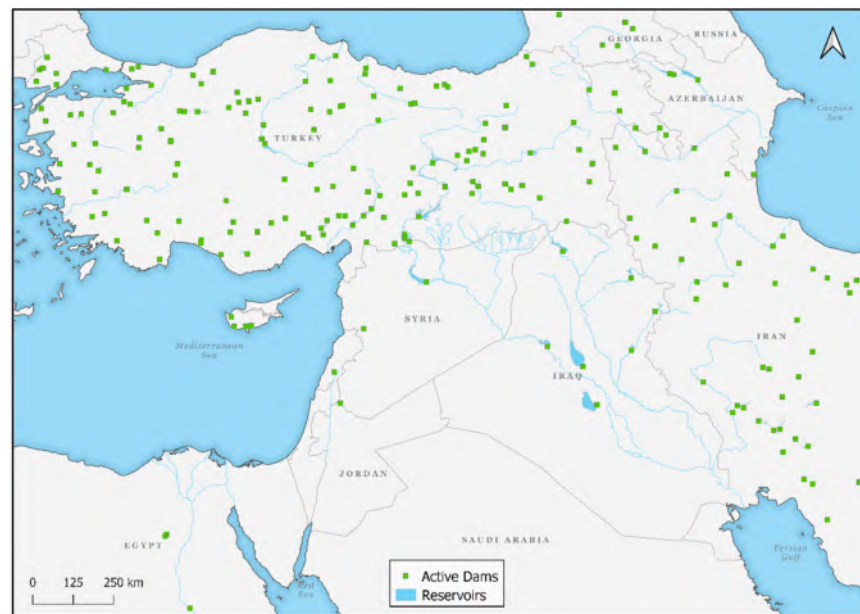 GEORGIA
RUSSIA
AZERBAIJAN
Caspian
Sea
TURKEY
SYRIA
IRAN
Mediterranean
Sea
IRAQ
JORDAN
EGYPT
SAUDI ARABIA
Persian
Gulf
Red
Sea
0 125 250 km
Active Dams
Reservoirs